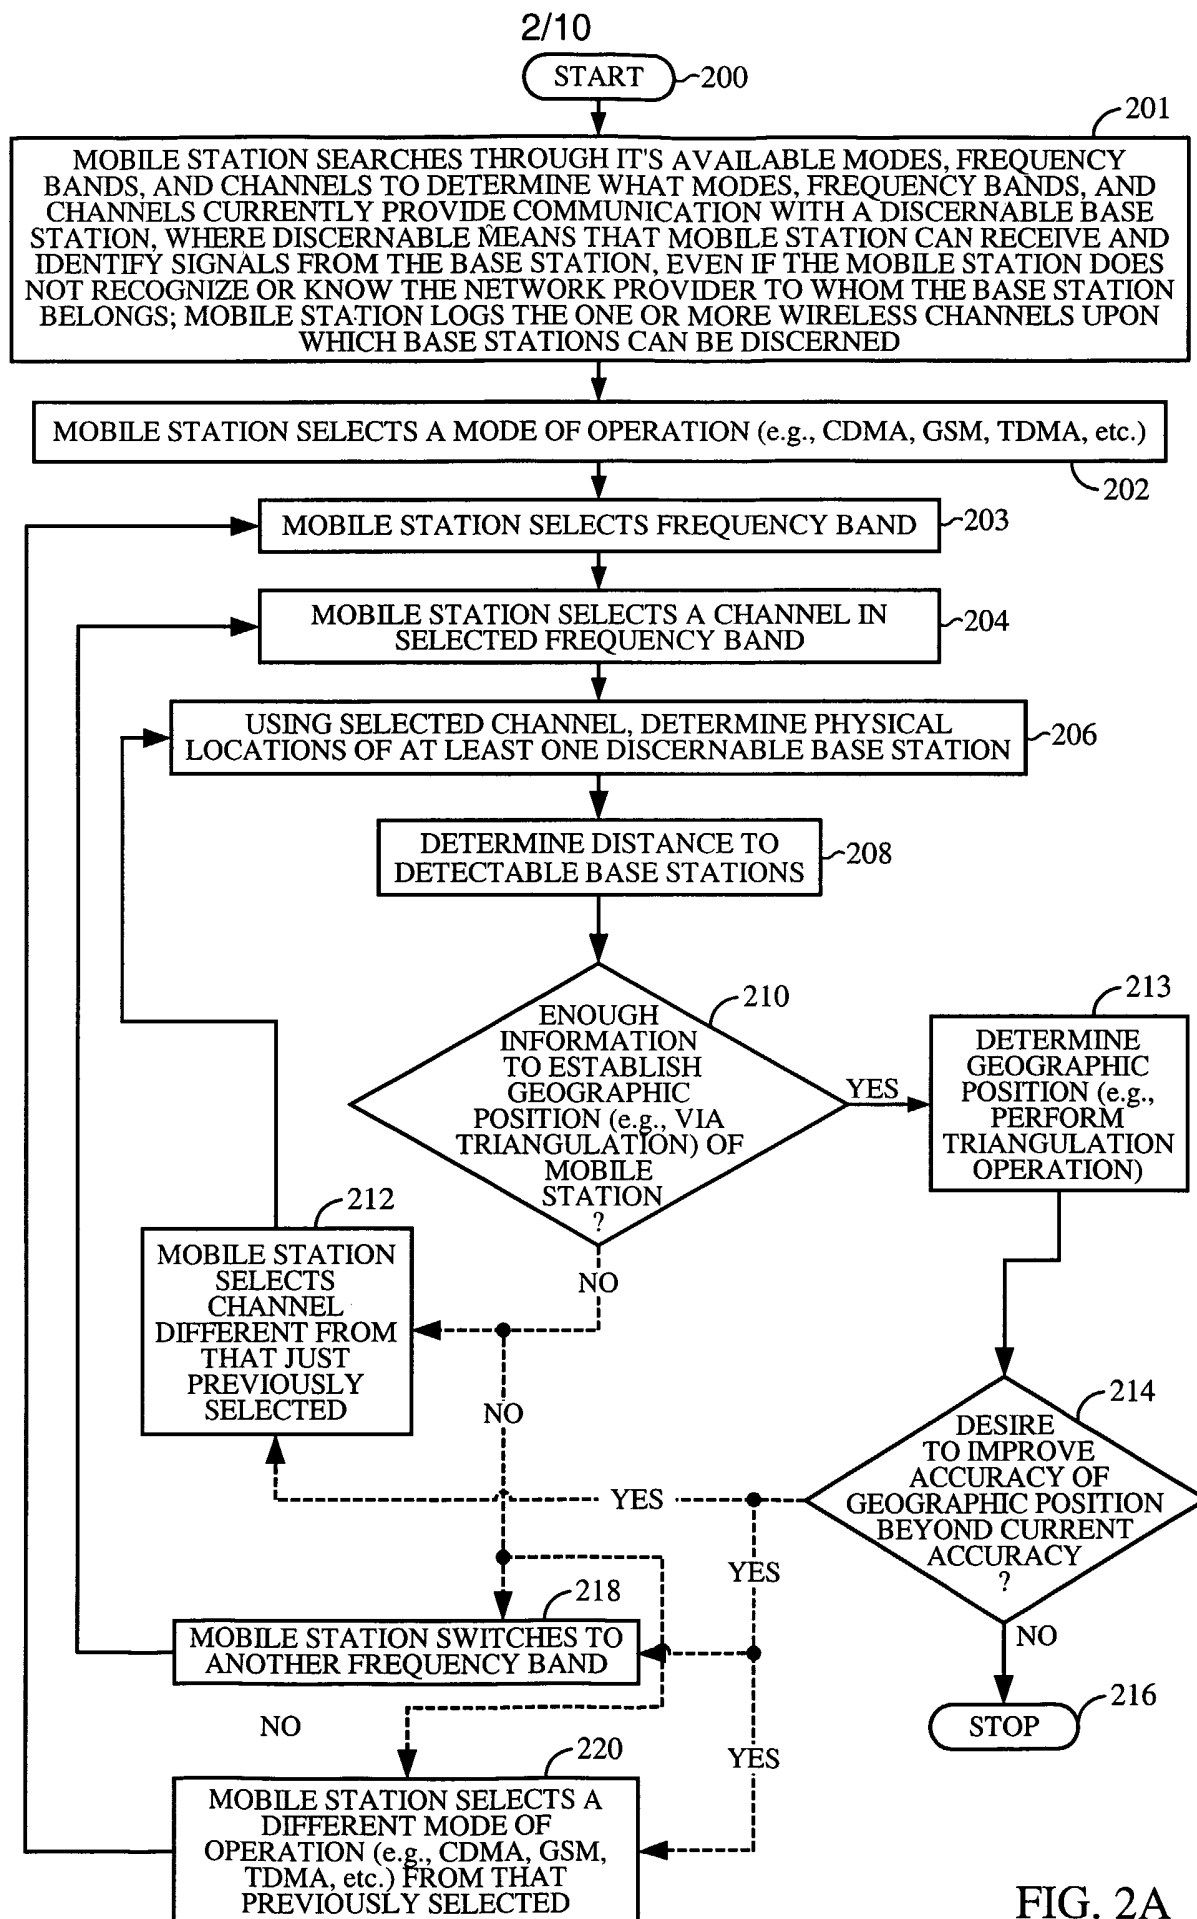 2/10
START
200
201
MOBILE STATION SEARCHES THROUGH IT'S AVAILABLE MODES, FREQUENCY
BANDS, AND CHANNELS TO DETERMINE WHAT MODES, FREQUENCY BANDS, AND
CHANNELS CURRENTLY PROVIDE COMMUNICATION WITH A DISCERNABLE BASE
STATION, WHERE DISCERNABLE MEANS THAT MOBILE STATION CAN RECEIVE AND
IDENTIFY SIGNALS FROM THE BASE STATION, EVEN IF THE MOBILE STATION DOES
NOT RECOGNIZE OR KNOW THE NETWORK PROVIDER TO WHOM THE BASE STATION
BELONGS; MOBILE STATION LOGS THE ONE OR MORE WIRELESS CHANNELS UPON
WHICH BASE STATIONS CAN BE DISCERNED
MOBILE STATION SELECTS A MODE OF OPERATION (e.g., CDMA, GSM, TDMA, etc.)
202
MOBILE STATION SELECTS FREQUENCY BAND
203
MOBILE STATION SELECTS A CHANNEL IN
SELECTED FREQUENCY BAND
204
USING SELECTED CHANNEL, DETERMINE PHYSICAL
LOCATIONS OF AT LEAST ONE DISCERNABLE BASE STATION
206
DETERMINE DISTANCE TO
DETECTABLE BASE STATIONS
208
210
ENOUGH
INFORMATION
TO ESTABLISH
GEOGRAPHIC
POSITION (e.g., VIA
TRIANGULATION) OF
MOBILE
STATION
?
YES
NO
213
DETERMINE
GEOGRAPHIC
POSITION (e.g.,
PERFORM
TRIANGULATION
OPERATION)
212
MOBILE STATION
SELECTS
CHANNEL
DIFFERENT FROM
THAT JUST
PREVIOUSLY
SELECTED
NO
214
DESIRE
TO IMPROVE
ACCURACY OF
GEOGRAPHIC POSITION
BEYOND CURRENT
ACCURACY
?
YES
YES
NO
218
MOBILE STATION SWITCHES TO
ANOTHER FREQUENCY BAND
216
STOP
NO
YES
220
MOBILE STATION SELECTS A
DIFFERENT MODE OF
OPERATION (e.g., CDMA, GSM,
TDMA, etc.) FROM THAT
PREVIOUSLY SELECTED
FIG. 2A